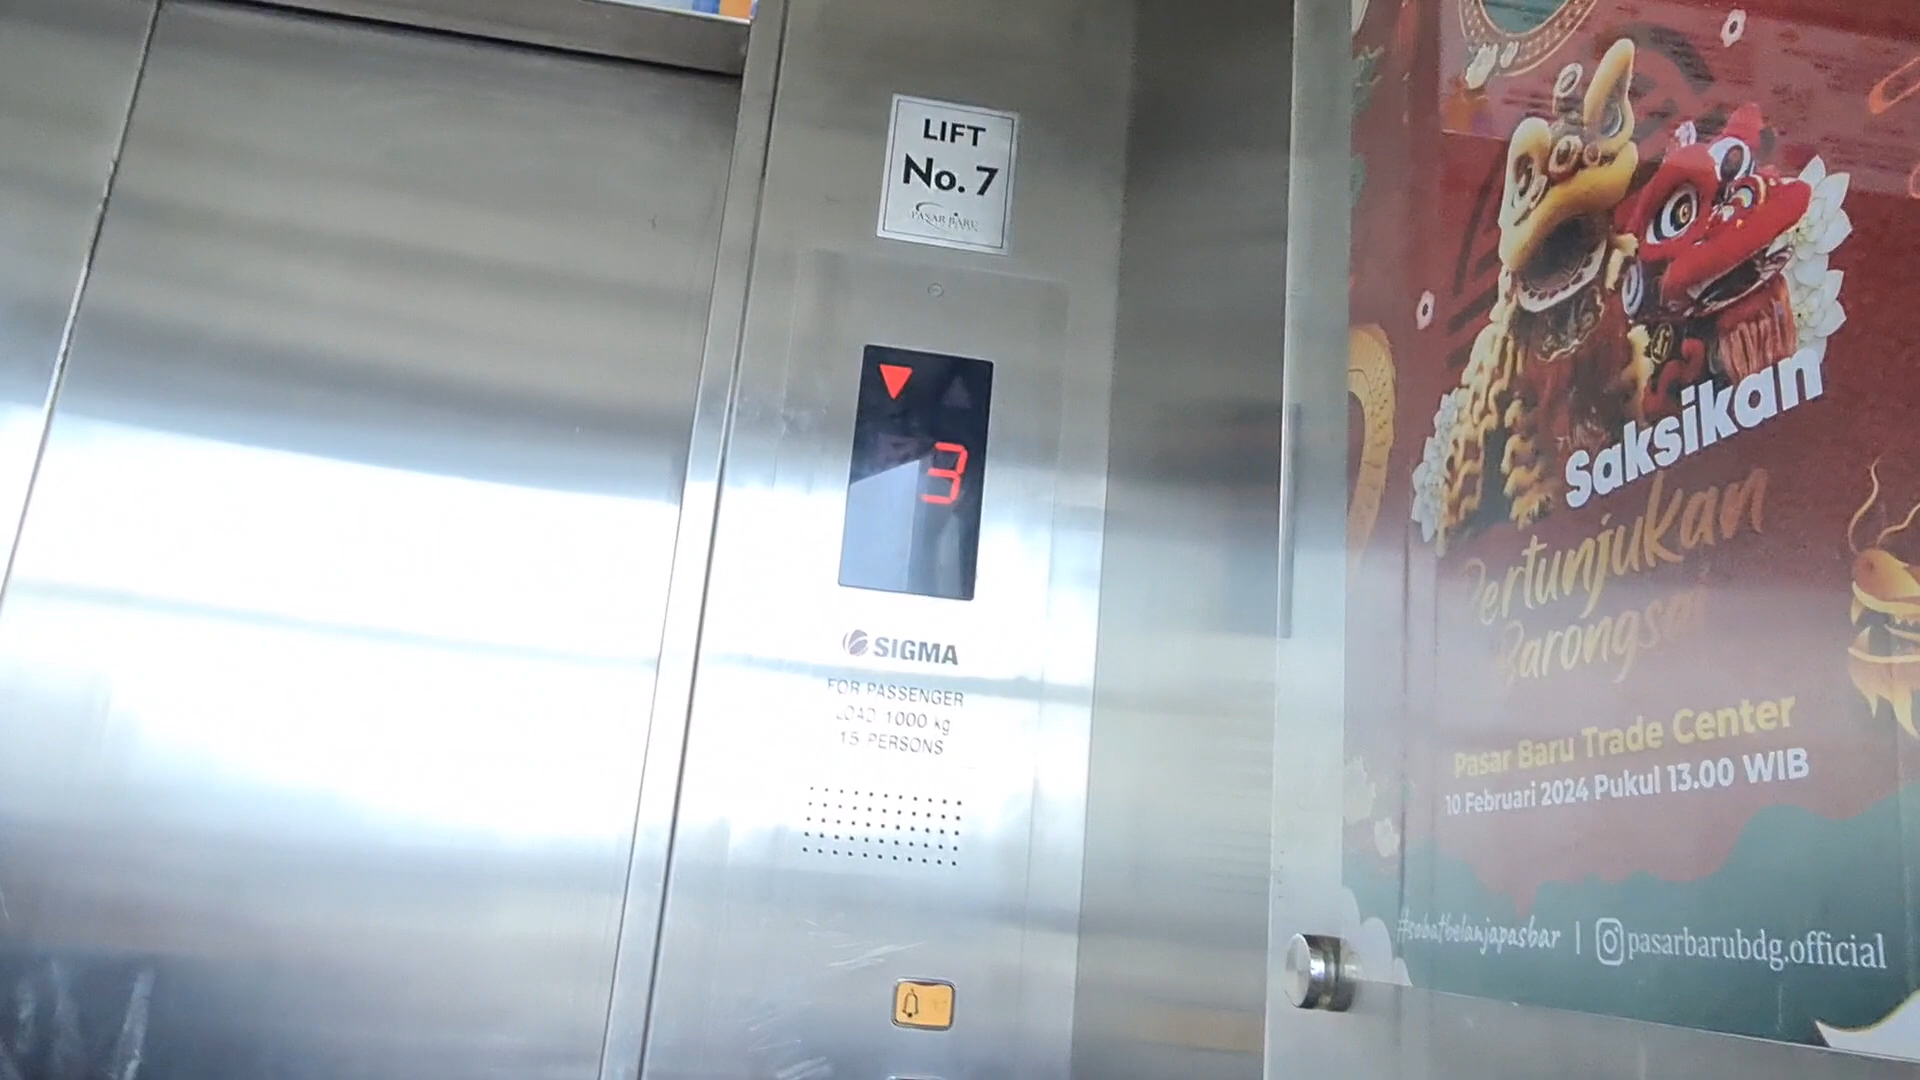 LIFT
No. 7
PASAR BARU
3
SIGMA
FOR PASSENGER
LOAD 1000 kg
15 PERSONS
Saksikan
Pertunjukan
Barongsai
Pasar Baru Trade Center
10 Februari 2024 Pukul 13.00 WIB
#sobatbelanjapasbar | pasarbarubdg.official